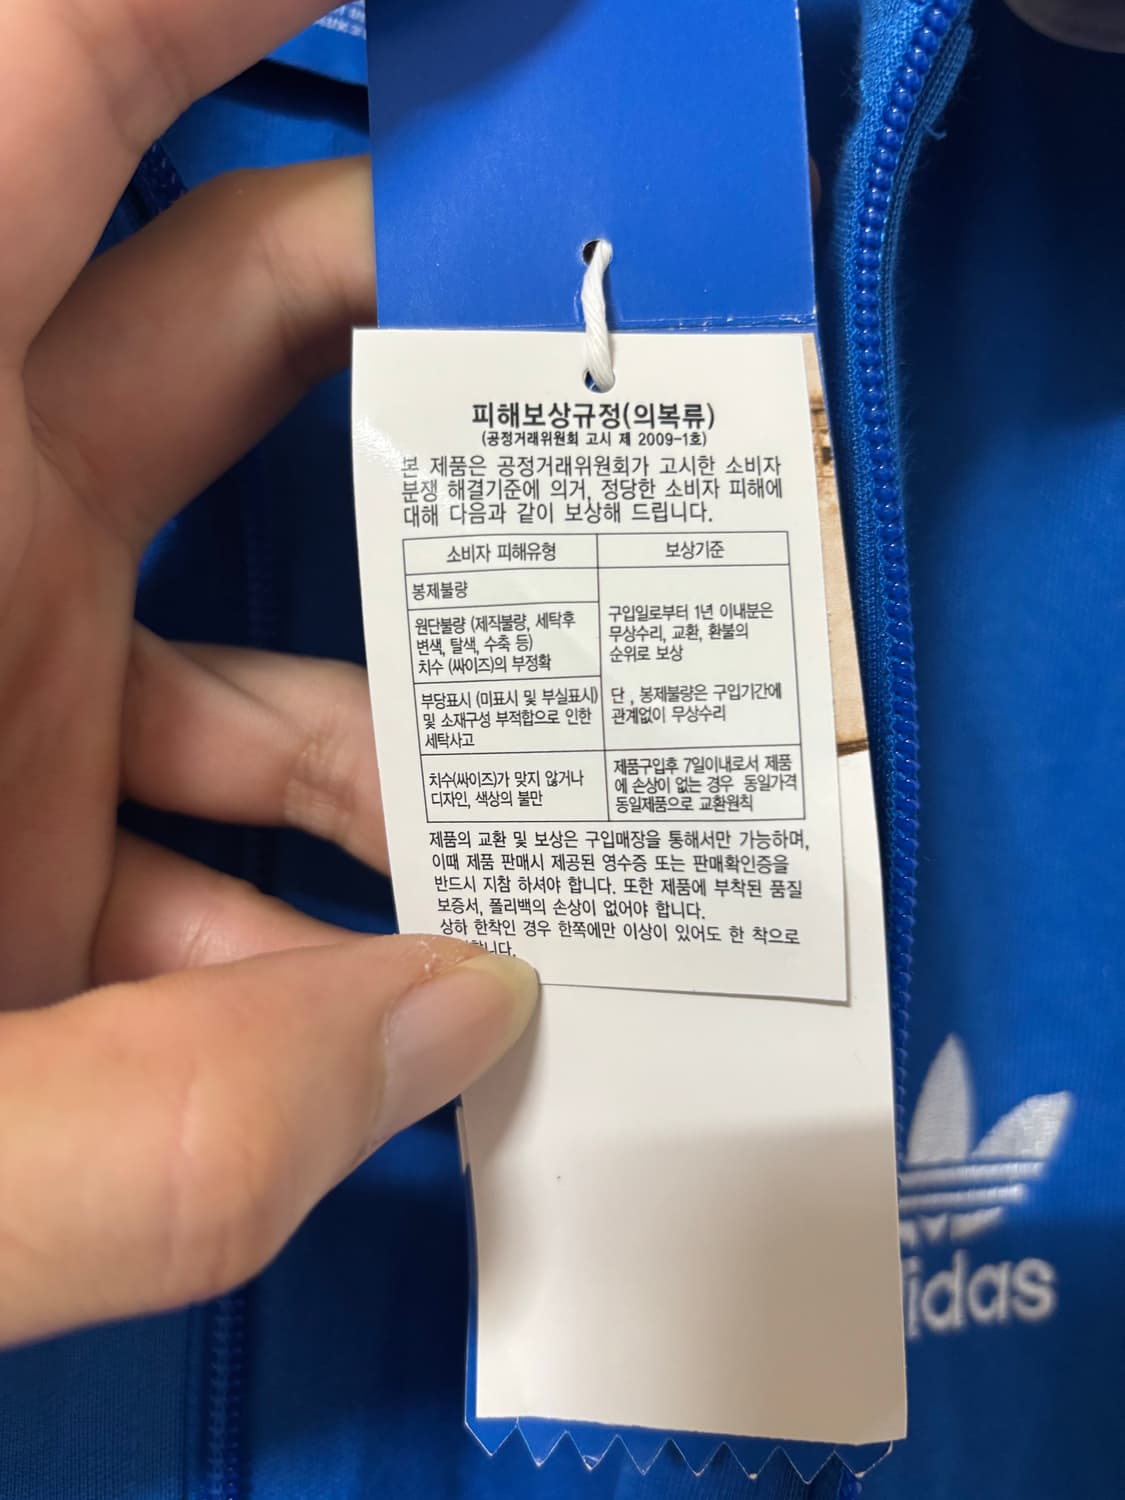 피해보상규정(의복류)
(공정거래위원회 고시 제 2009-1호)
본 제품은 공정거래위원회가 고시한 소비자
분쟁 해결기준에 의거, 정당한 소비자 피해에
대해 다음과 같이 보상해 드립니다.
소비자 피해유형
보상기준
봉제불량
원단불량 (제직불량, 세탁후
변색, 탈색, 수축 등)
치수 (싸이즈)의 부정확
부당표시 (미표시 및 부실표시)
및 소재구성 부적합으로 인한
세탁사고
구입일로부터 1년 이내분은
무상수리, 교환, 환불의
순위로 보상
단 , 봉제불량은 구입기간에
관계없이 무상수리
치수(싸이즈)가 맞지 않거나
디자인, 색상의 불만
제품구입후 7일이내로서 제품
에 손상이 없는 경우 동일가격
동일제품으로 교환원칙
제품의 교환 및 보상은 구입매장을 통해서만 가능하며,
이때 제품 판매시 제공된 영수증 또는 판매확인증을
반드시 지참 하셔야 합니다. 또한 제품에 부착된 품질
보증서, 폴리백의 손상이 없어야 합니다.
상하 한착인 경우 한쪽에만 이상이 있어도 한 착으로
합니다.
idas